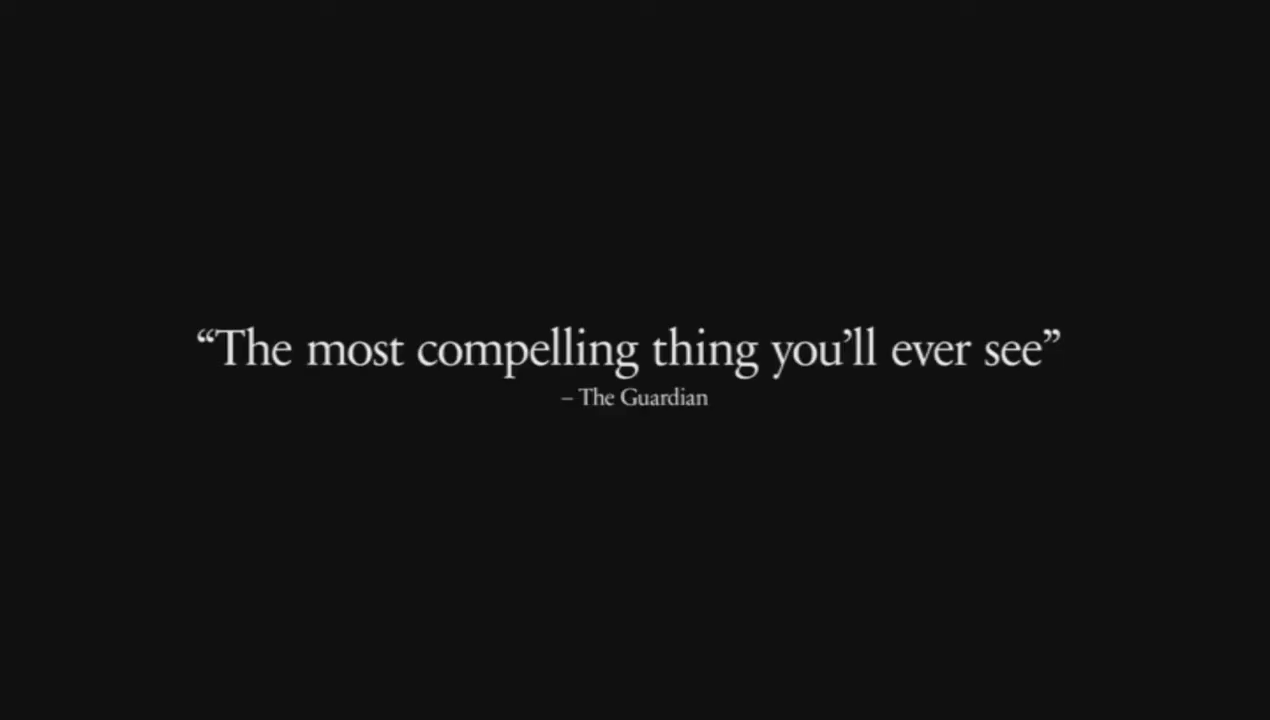 “The most compelling thing you’ll ever see”
– The Guardian